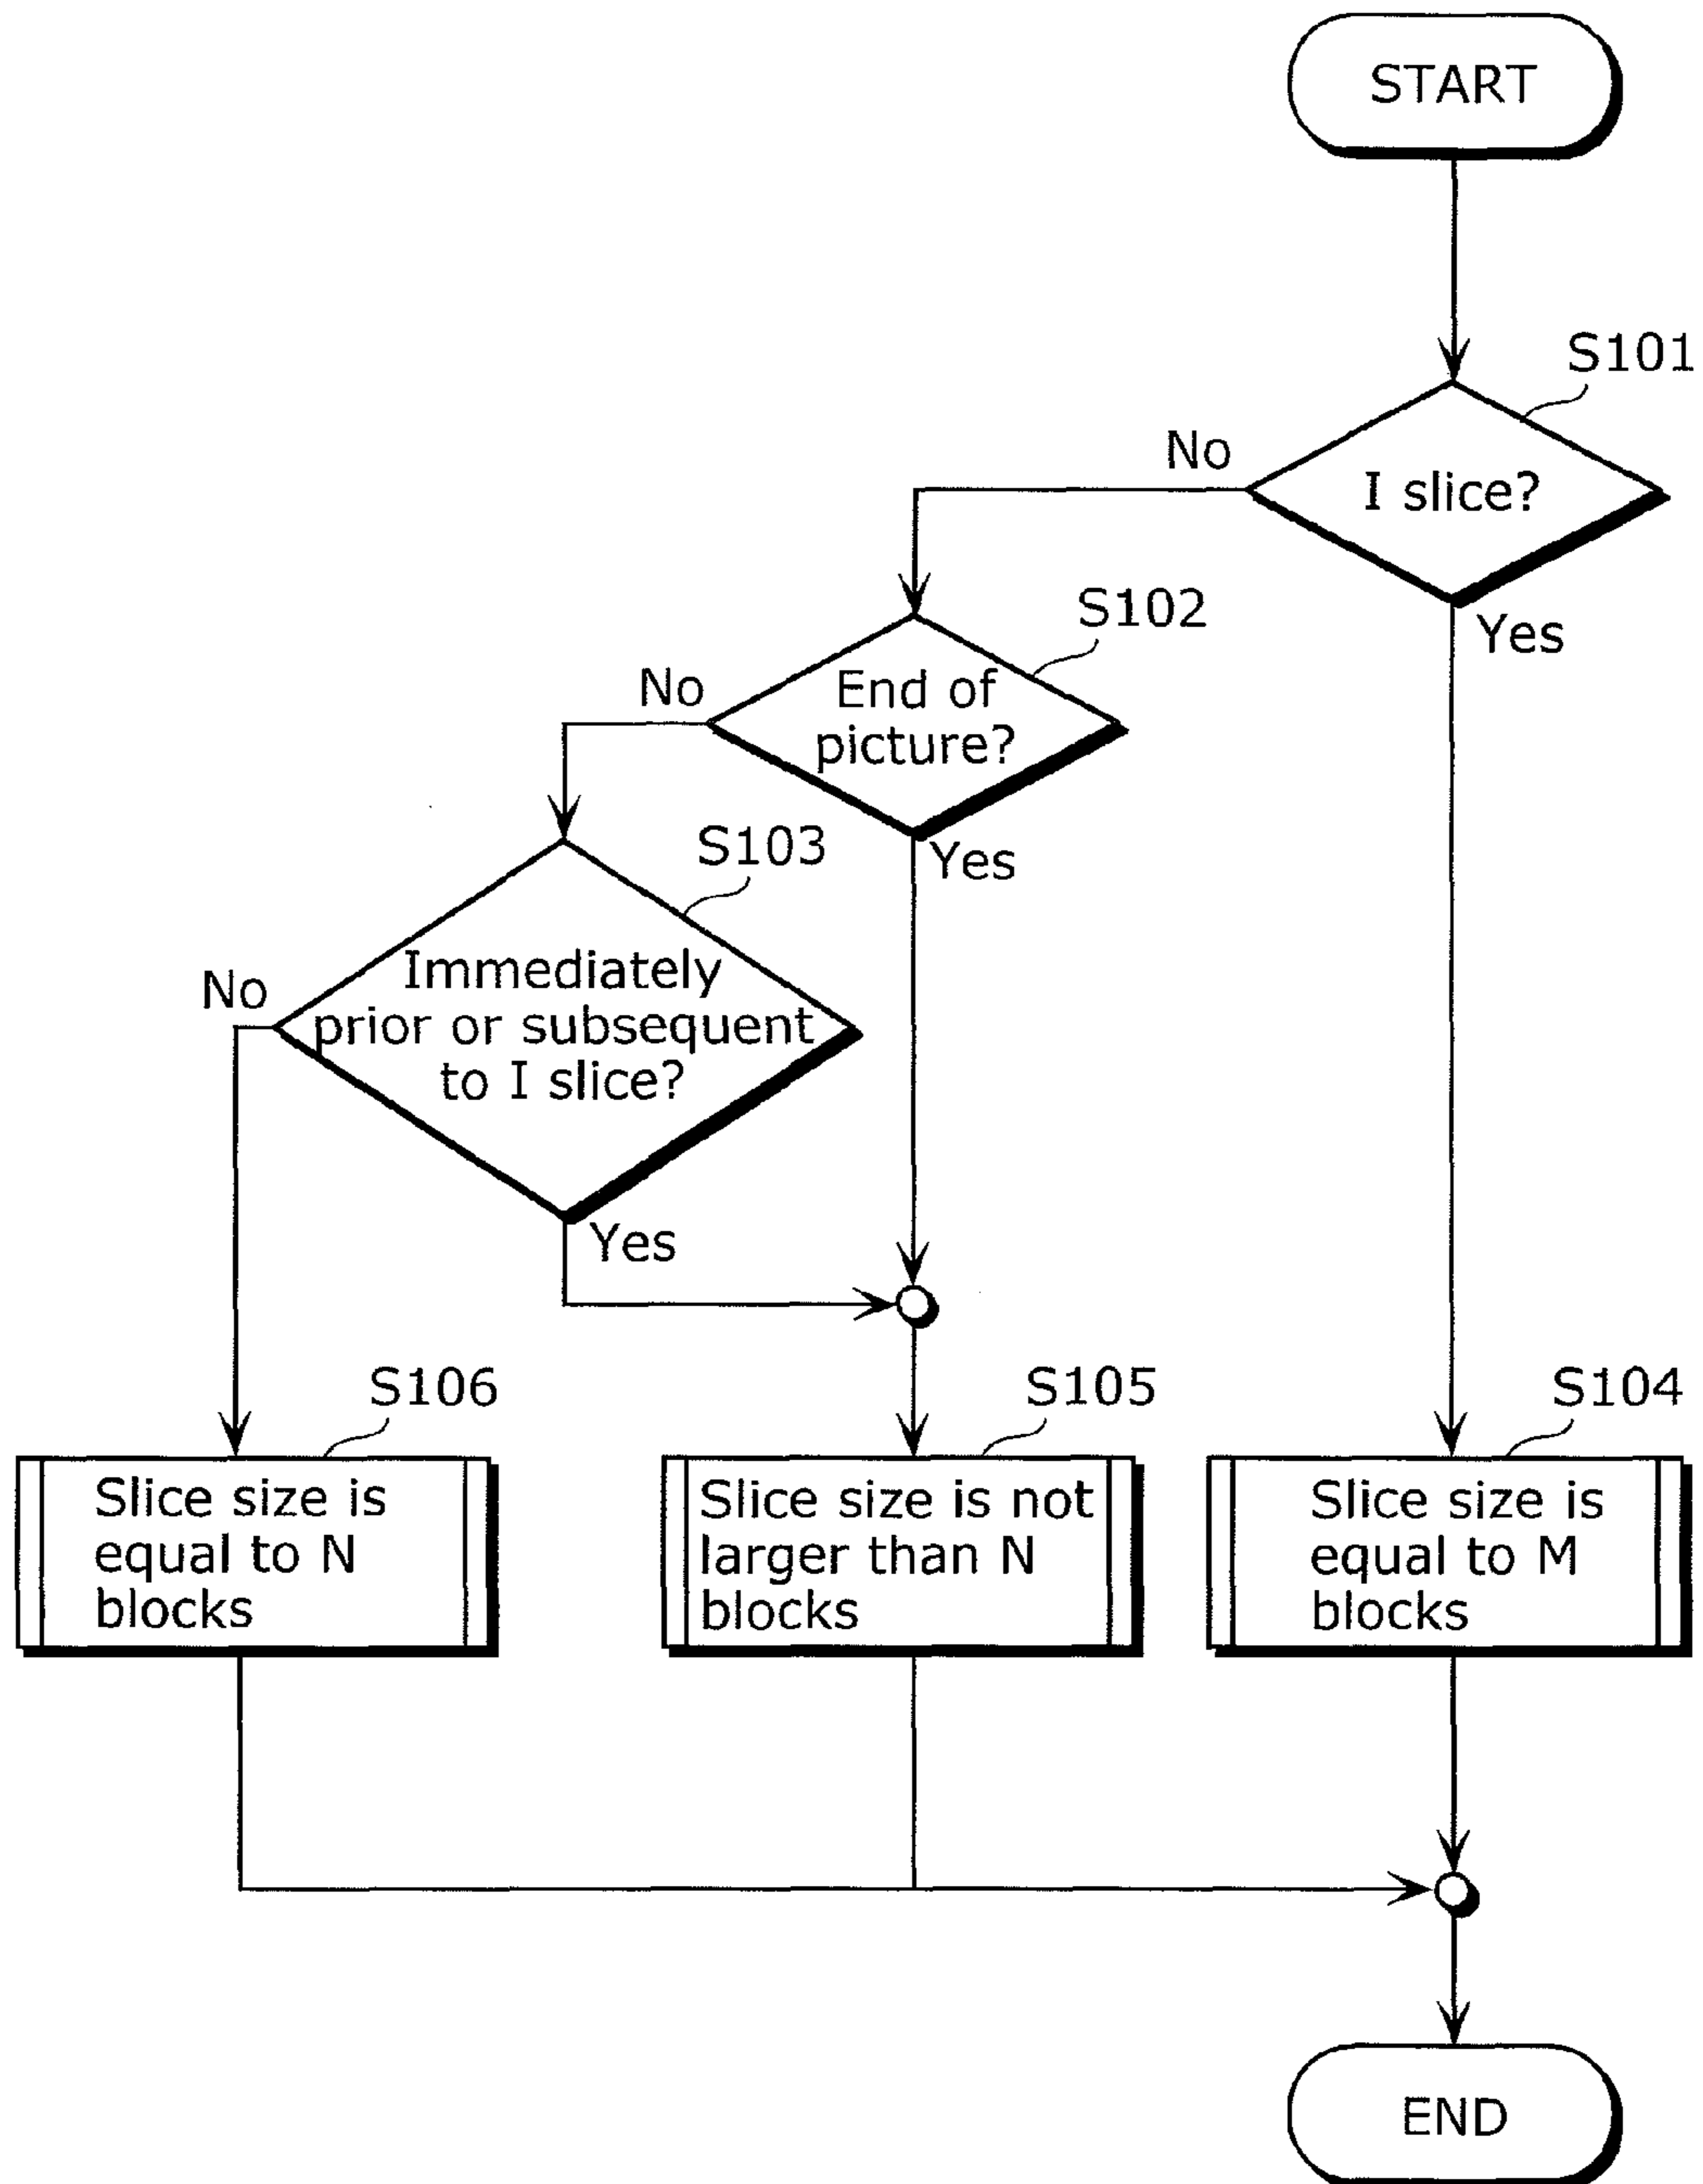 START
S101
No
I slice?
Yes
S102
No
End of
picture?
Yes
S103
No
Immediately
prior or subsequent
to I slice?
Yes
S106
Slice size is
equal to N
blocks
S105
Slice size is not
larger than N
blocks
S104
Slice size is
equal to M
blocks
END